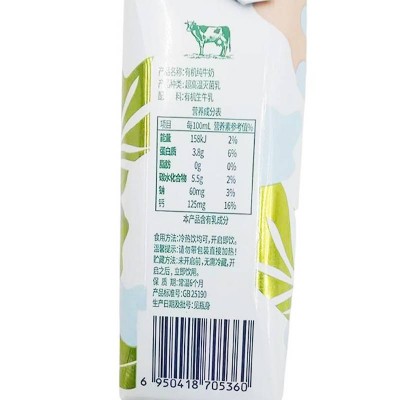 产品名称:有机纯牛奶
产品种类:超高温灭菌乳
配 料:有机生牛乳
营养成分表
项目 每100mL 营养素参考值%
能量 158kJ 2%
蛋白质 3.8g 6%
脂肪 0g 0%
碳水化合物 5.5g 2%
钠 60mg 3%
钙 125mg 16%
本产品含有乳成分
食用方法:冷热饮均可,开启即饮。
温馨提示:请勿带包装直接加热!
贮藏方法:未开启前,无需冷藏,开
启之后,立即饮用。
保 质 期:常温6个月
产品标准号:GB 25190
生产日期及批号:见瓶身
6 950418 705360